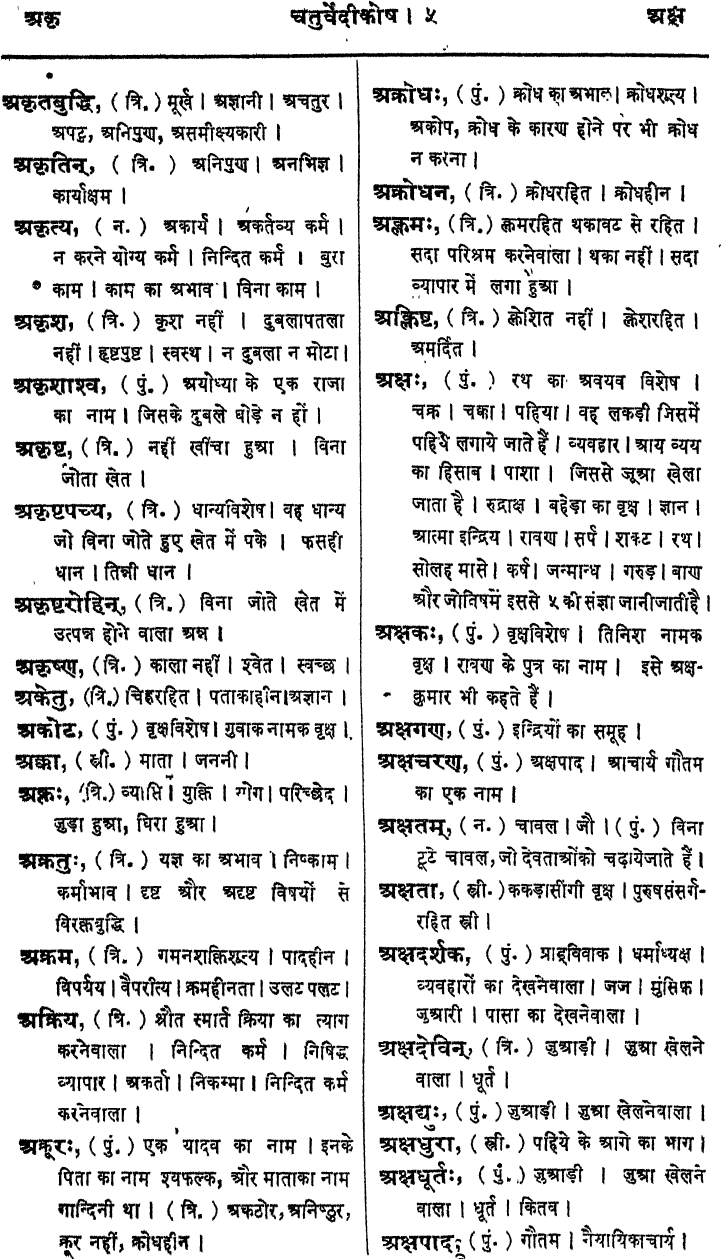 अकृ
चतुर्वेदीकोष । ५
अक्ष
अकृतबुद्धि, ( त्रि. ) मूर्ख । अज्ञानी । अचतुर ।
अपटु, अनिपुण, असमीक्ष्यकारी ।
अकृतिन्, ( त्रि. ) अनिपुण । अनभिज्ञ ।
कार्याक्षम ।
अकृत्य, ( न. ) अकार्य । अकर्तव्य कर्म ।
न करने योग्य कर्म । निन्दित कर्म । बुरा
काम । काम का अभाव । विना काम ।
अकृश, ( त्रि. ) कृश नहीं । दुबलापतला
नहीं । हृष्टपुष्ट । स्वस्थ । न दुबला न मोटा ।
अकृशाश्व, ( पुं. ) अयोध्या के एक राजा
का नाम । जिसके दुबले घोड़े न हों ।
अकृष्ट, ( त्रि. ) नहीं खींचा हुआ । विना
जोता खेत ।
अकृष्टपच्य, ( त्रि. ) धान्यविशेष । वह धान्य
जो विना जोते हुए खेत में पके । फसही
धान । तिन्नी धान ।
अकृष्टरोहिन्, ( त्रि. ) विना जोते खेत में
उत्पन्न होने वाला अन्न ।
अकृष्ण, (त्रि. ) काला नहीं । श्वेत । स्वच्छ ।
अकेतु, (त्रि.) चिह्नरहित । पताकाहीन।अज्ञान ।
अकोट, ( पुं. ) वृक्षविशेष । गुवाक नामक वृक्ष ।
अक्का, ( स्त्री. ) माता । जननी ।
अक्तः, (त्रि.) व्याप्ति । युक्ति । योग । परिच्छेद ।
जुड़ा हुआ, घिरा हुआ ।
अक्रतुः, ( त्रि. ) यज्ञ का अभाव । निष्काम ।
कर्माभाव । दृष्ट और अदृष्ट विषयों से
विरक्तबुद्धि ।
अक्रम, ( त्रि. ) गमनशक्तिशून्य । पादहीन ।
विपर्यय । वैपरीत्य । क्रमहीनता । उलट पलट ।
अक्रिय, ( त्रि. ) श्रौत स्मार्त क्रिया का त्याग
करनेवाला । निन्दित कर्म । निषिद्ध
व्यापार । अकर्ता । निकम्मा । निन्दित कर्म
करनेवाला ।
अक्रूरः, ( पुं. ) एक यादव का नाम । इनके
पिता का नाम श्यफल्क, और माताका नाम
गान्दिनी था । ( त्रि. ) अकठोर, अनिष्ठुर,
क्रूर नहीं, क्रोधहीन ।
अक्रोधः, ( पुं. ) क्रोध का अभाव । क्रोधशून्य ।
अकोप, क्रोध के कारण होने पर भी क्रोध
न करना ।
अक्रोधन, ( त्रि. ) क्रोधरहित । क्रोधहीन ।
अक्लमः, ( त्रि.) क्लमरहित थकावट से रहित ।
सदा परिश्रम करनेवाला । थका नहीं । सदा
व्यापार में लगा हुआ ।
अक्लिष्ट, ( त्रि. ) क्लेशित नहीं । क्लेशरहित ।
अमर्दित ।
अक्षः, ( पुं. ) रथ का अवयव विशेष ।
चक्र । चक्का । पहिया । वह लकड़ी जिसमें
पहिये लगाये जाते हैं । व्यवहार । आय व्यय
का हिसाब । पाशा । जिससे जूआ खेला
जाता है । रुद्राक्ष । बहेड़ा का वृक्ष । ज्ञान ।
आत्मा इन्द्रिय । रावण । सर्प । शकट । रथ ।
सोलह मासे । कर्ष । जन्मान्ध । गरुड़ । बाण
और जोतिषमें इससे ५ की संज्ञा जानीजातीहै ।
अक्षकः, ( पुं. ) वृक्षविशेष । तिनिश नामक
वृक्ष । रावण के पुत्र का नाम । इसे अक्ष-
कुमार भी कहते हैं ।
अक्षगण, ( पुं. ) इन्द्रियों का समूह ।
अक्षचरण, ( पुं. ) अक्षपाद । आचार्य गौतम
का एक नाम ।
अक्षतम्, ( न. ) चावल । जौ । ( पुं. ) विना
टूटे चावल, जो देवताओंको चढ़ायेजाते हैं ।
अक्षता, ( स्त्री. ) ककड़ासींगी वृक्ष । पुरुषसंसर्ग-
रहित स्त्री ।
अक्षदर्शक, ( पुं. ) प्राड्विवाक । धर्माध्यक्ष ।
व्यवहारों का देखनेवाला । जज । मुंसिफ़ ।
जुआरी । पासा का देखनेवाला ।
अक्षदेविन्, ( त्रि. ) जुआड़ी । जुआ खेलने
वाला । धूर्त ।
अक्षद्युः, ( पुं. ) जुआड़ी । जुआ खेलनेवाला ।
अक्षधुरा, ( स्त्री. ) पहिये के आगे का भाग ।
अक्षधूर्तः, ( पुं. ) जुआड़ी । जुआ खेलने
वाला । धूर्त । कितव ।
अक्षपाद, ( पुं. ) गौतम । नैयायिकाचार्य ।